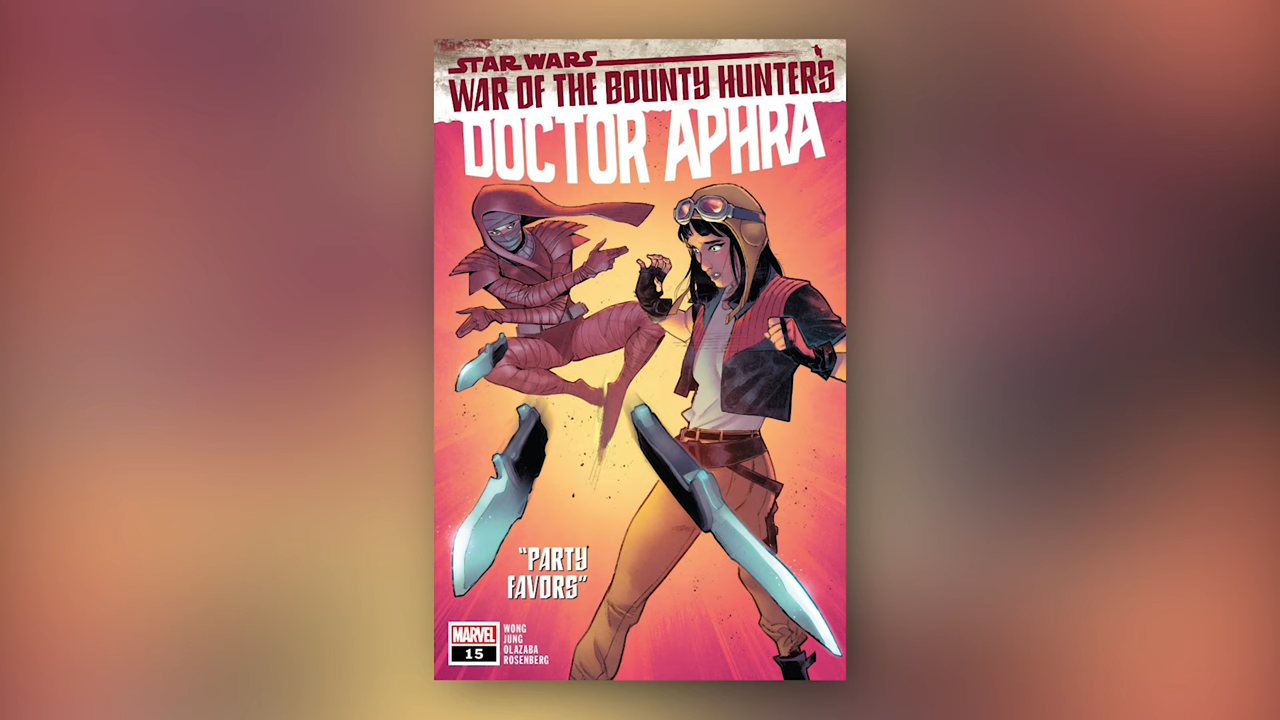 STAR WARS
WAR OF THE BOUNTY HUNTERS
DOCTOR APHRA
"PARTY
FAVORS"
MARVEL
15
WONG
JUNG
OLAZABA
ROSENBERG